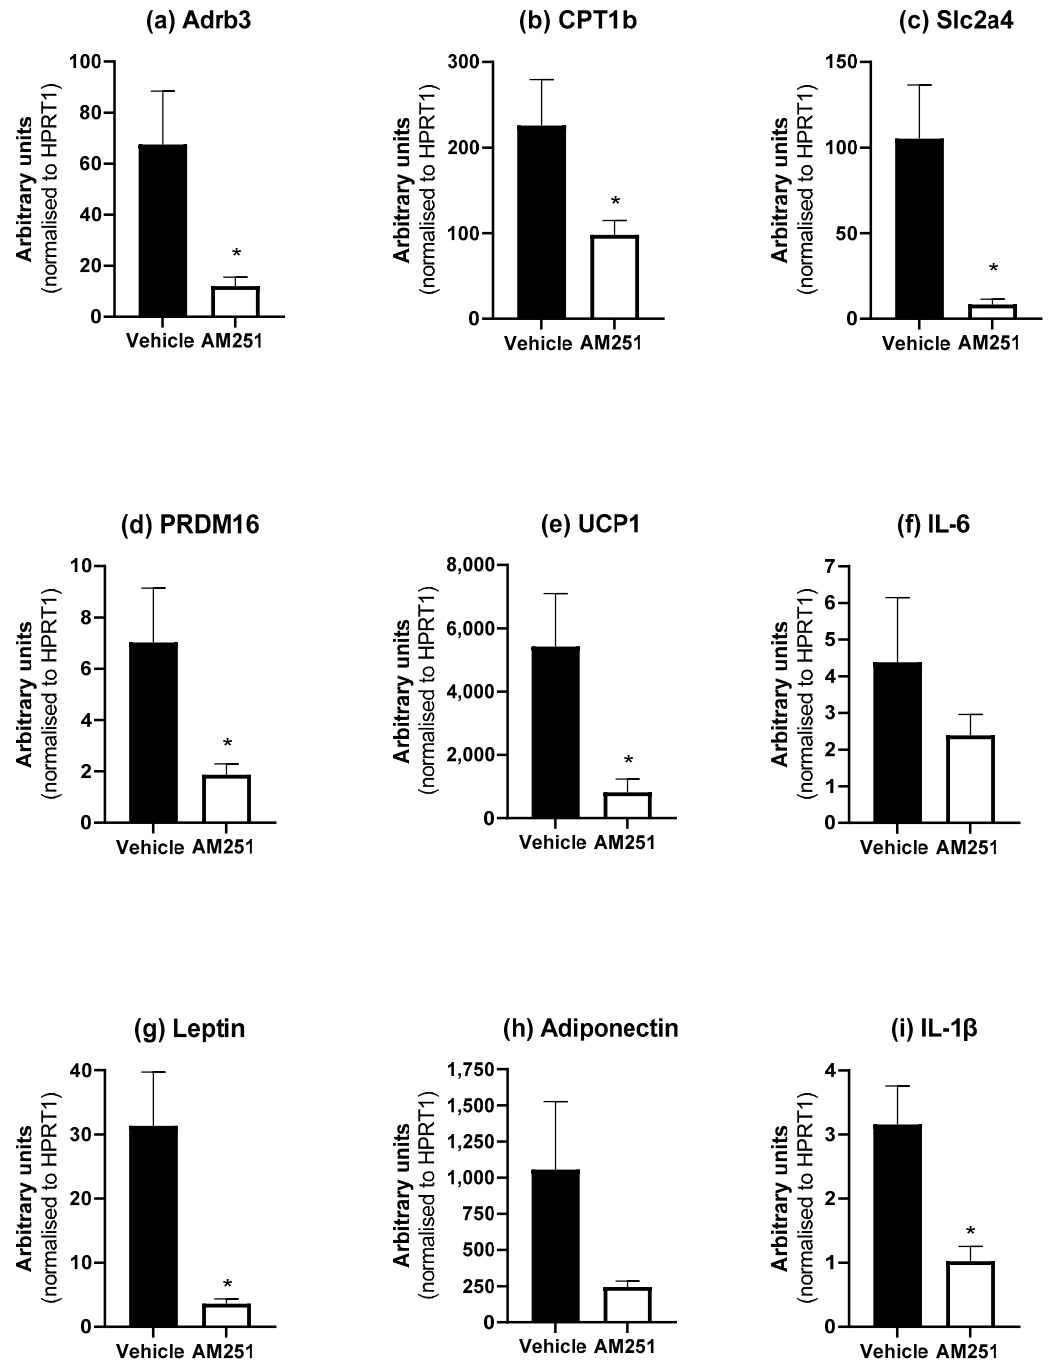 (a) Adrb3
Arbitrary units
(normalised to HPRT1)
100
80
60
40
20
0
*
Vehicle AM251
(b) CPT1b
Arbitrary units
(normalised to HPRT1)
300
200
100
0
*
Vehicle AM251
(c) Slc2a4
Arbitrary units
(normalised to HPRT1)
150
100
50
0
*
Vehicle AM251
(d) PRDM16
Arbitrary units
(normalised to HPRT1)
10
8
6
4
2
0
*
Vehicle AM251
(e) UCP1
Arbitrary units
(normalised to HPRT1)
8,000
6,000
4,000
2,000
0
*
Vehicle AM251
(f) IL-6
Arbitrary units
(normalised to HPRT1)
7
6
5
4
3
2
1
0
Vehicle AM251
(g) Leptin
Arbitrary units
(normalised to HPRT1)
40
30
20
10
0
*
Vehicle AM251
(h) Adiponectin
Arbitrary units
(normalised to HPRT1)
1,750
1,500
1,250
1,000
750
500
250
0
Vehicle AM251
(i) IL-1β
Arbitrary units
(normalised to HPRT1)
4
3
2
1
0
*
Vehicle AM251